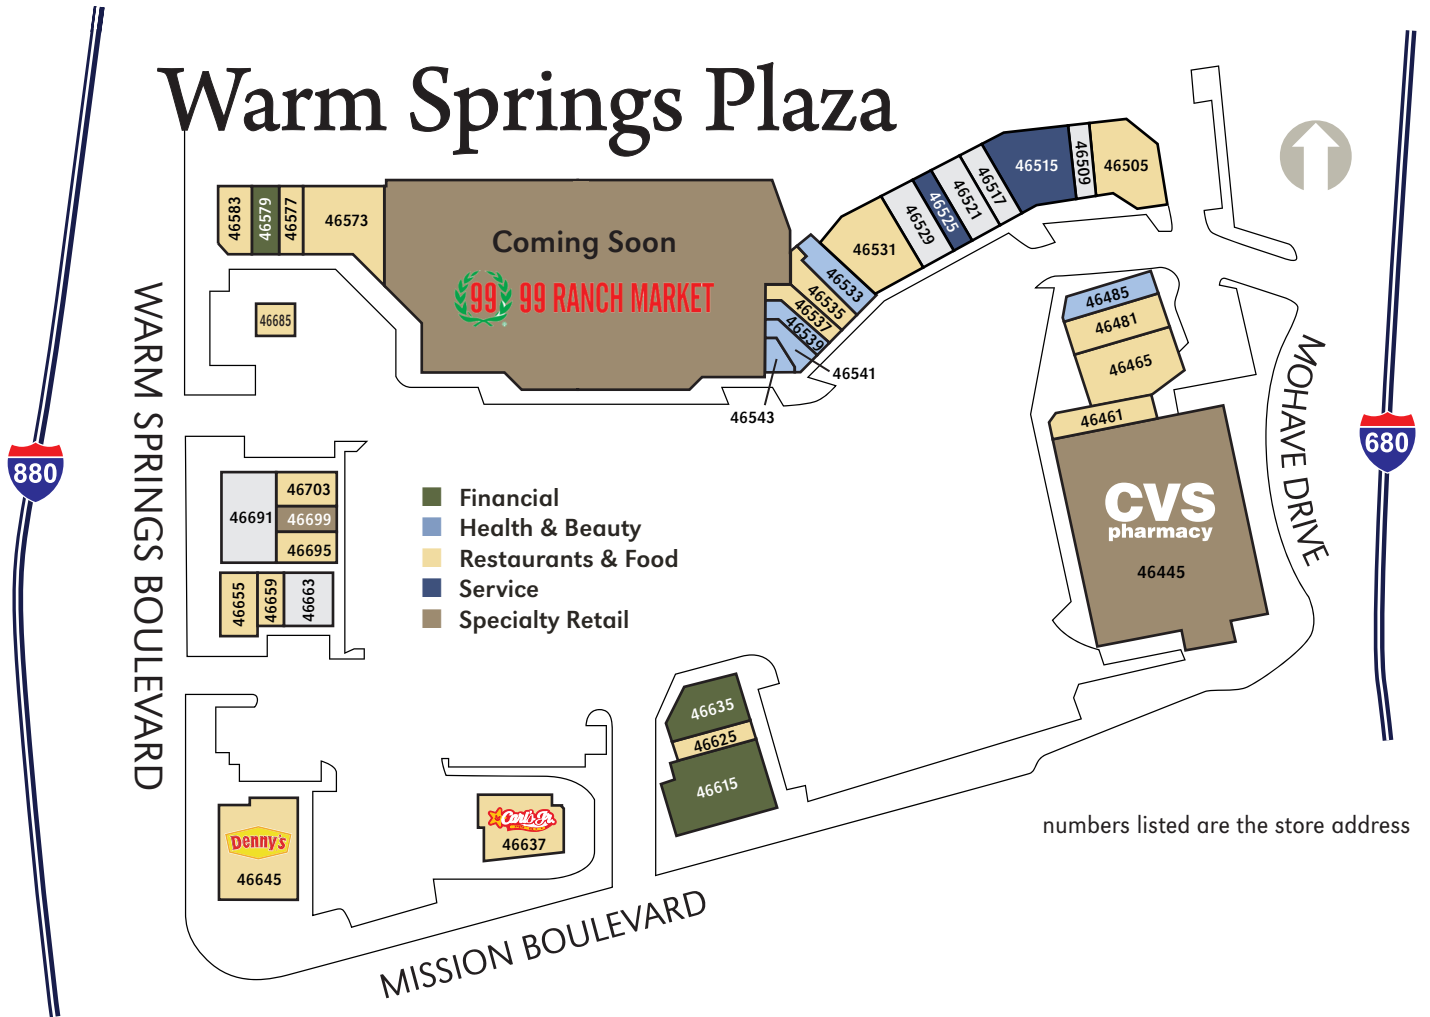 Warm Springs Plaza
46583
46579
46577
46573
Coming Soon
99 99 RANCH MARKET
46685
46531
46529
46525
46521
46517
46515
46509
46505
46533
46535
46537
46539
46541
46543
46485
46481
46465
46461
CVS
pharmacy
46445
WARM SPRINGS BOULEVARD
MOHAVE DRIVE
880
680
46691
46703
46699
46695
46655
46659
46663
Financial
Health & Beauty
Restaurants & Food
Service
Specialty Retail
46635
46625
46615
Denny's
46645
Carl's Jr.
46637
numbers listed are the store address
MISSION BOULEVARD